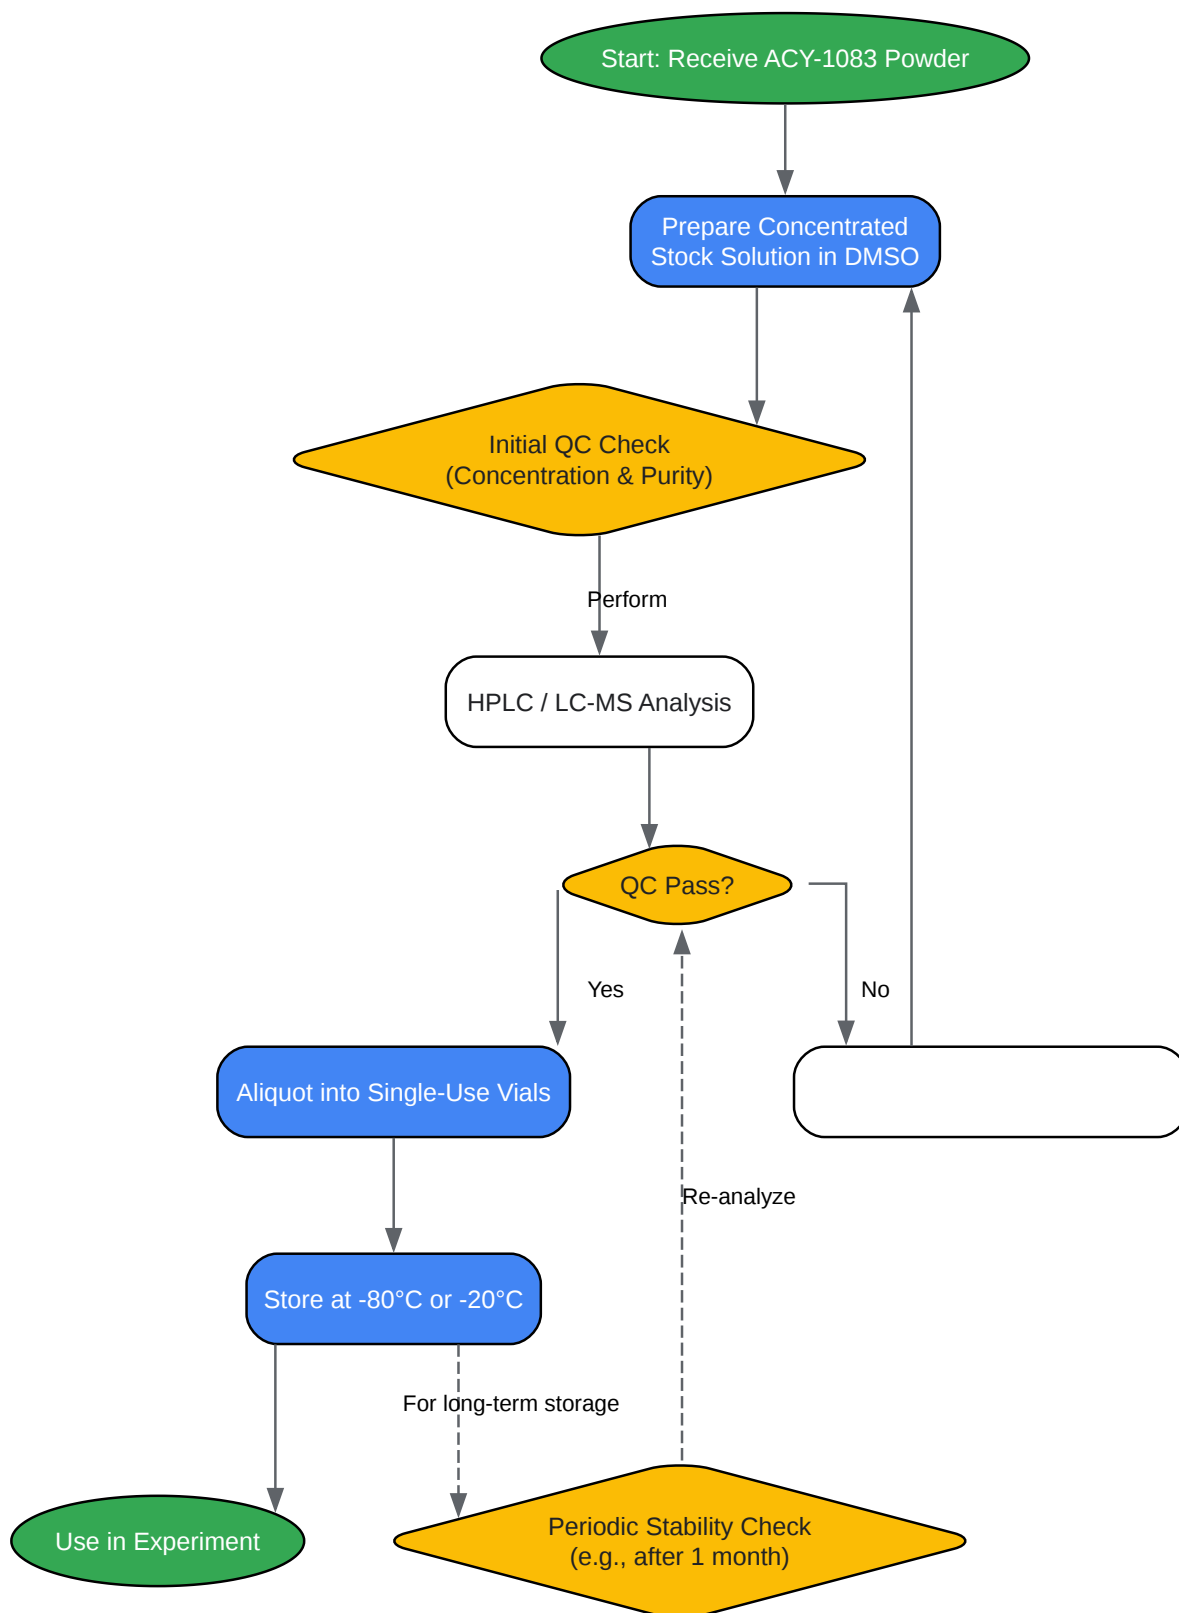 Start: Receive ACY-1083 Powder
Prepare Concentrated
Stock Solution in DMSO
Initial QC Check
(Concentration & Purity)
Perform
HPLC / LC-MS Analysis
QC Pass?
Yes
No
Aliquot into Single-Use Vials
Re-analyze
Store at -80°C or -20°C
For long-term storage
Use in Experiment
Periodic Stability Check
(e.g., after 1 month)